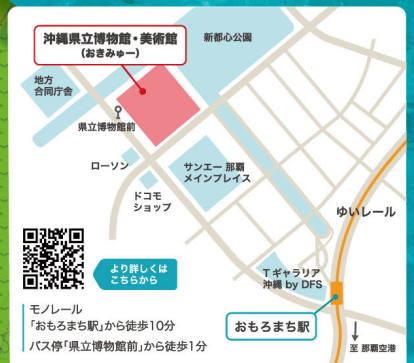 沖縄県立博物館・美術館
(おきみゅー)
新都心公園
地方
合同庁舎
県立博物館前
ローソン
サンエー 那覇
メインプレイス
ドコモ
ショップ
ゆいレール
Tギャラリア
沖縄 by DFS
より詳しくは
こちらから
おもろまち駅
至 那覇空港
モノレール
「おもろまち駅」から徒歩10分
バス停「県立博物館前」から徒歩1分